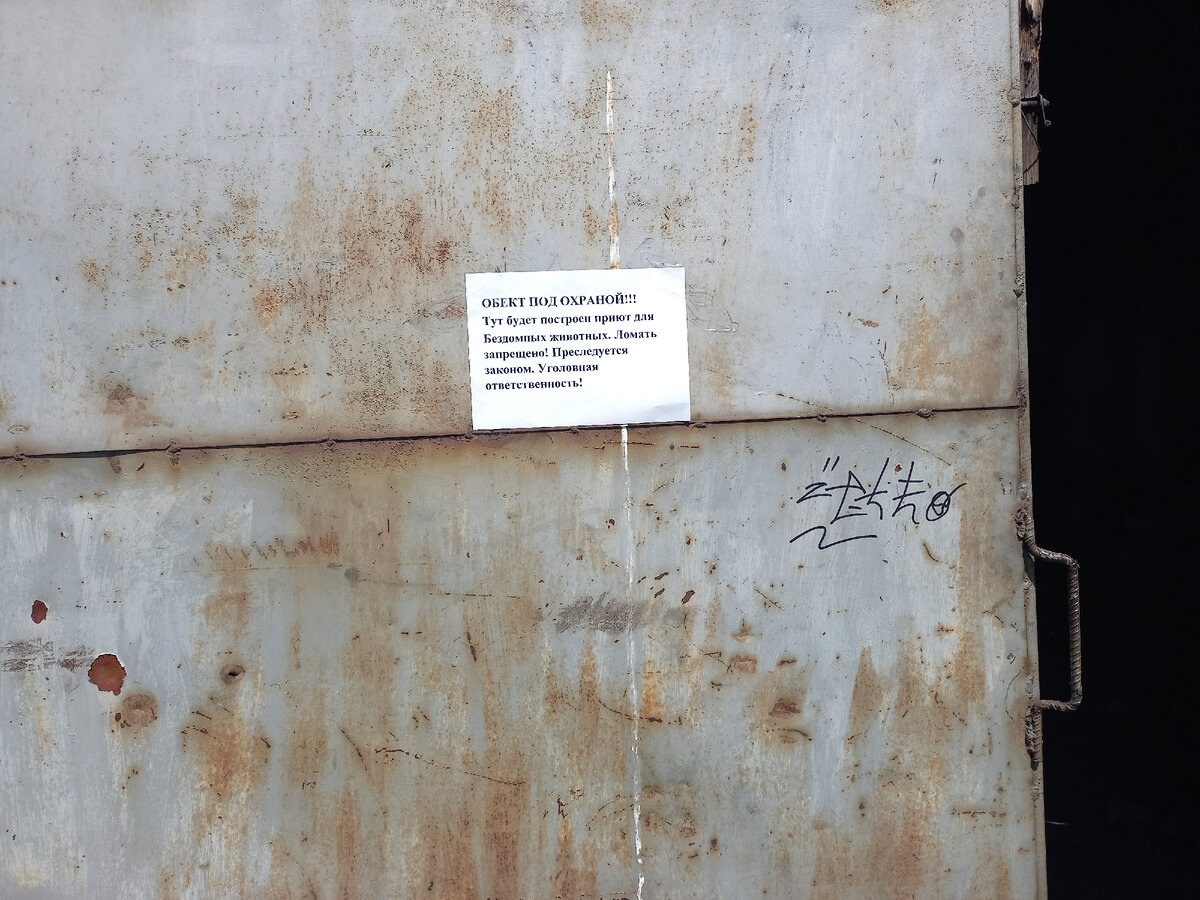 ОБЕКТ ПОД ОХРАНОЙ!!!
Тут будет построен приют для
Бездомных животных. Ломать
запрещено! Преследуется
законом. Уголовная
ответственность!